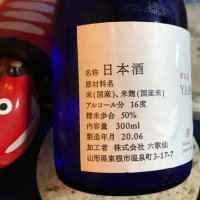 名称 日本酒
原材料名
米(国産)、米麹(国産米)
アルコール分 16度
精米歩合 50%
内容量 300ml
製造年月 20.06
加工者 株式会社 六歌仙
山形県東根市温泉町3-17-7